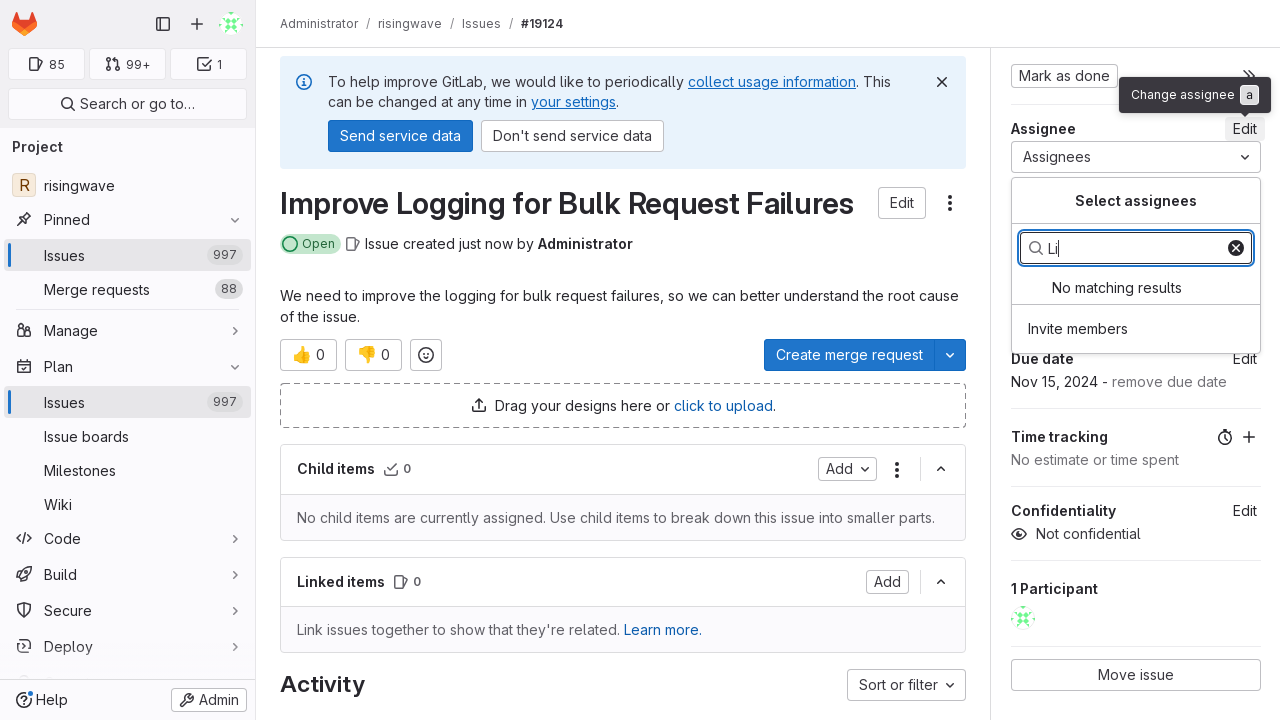 Administrator / risingwave / Issues / #19124
85 99+ 1
Search or go to…
Project
R risingwave
Pinned
Issues 997
Merge requests 88
Manage
Plan
Issues 997
Issue boards
Milestones
Wiki
Code
Build
Secure
Deploy
Help Admin
To help improve GitLab, we would like to periodically collect usage information. This
can be changed at any time in your settings.
Send service data Don't send service data
Improve Logging for Bulk Request Failures Edit
Open Issue created just now by Administrator
We need to improve the logging for bulk request failures, so we can better understand the root cause
of the issue.
👍 0 👎 0 Create merge request
Drag your designs here or click to upload.
Child items 0 Add
No child items are currently assigned. Use child items to break down this issue into smaller parts.
Linked items 0 Add
Link issues together to show that they're related. Learn more.
Activity Sort or filter
Mark as done
Change assignee a
Assignee Edit
Assignees
Select assignees
Li
No matching results
Invite members
Due date Edit
Nov 15, 2024 - remove due date
Time tracking
No estimate or time spent
Confidentiality Edit
Not confidential
1 Participant
Move issue